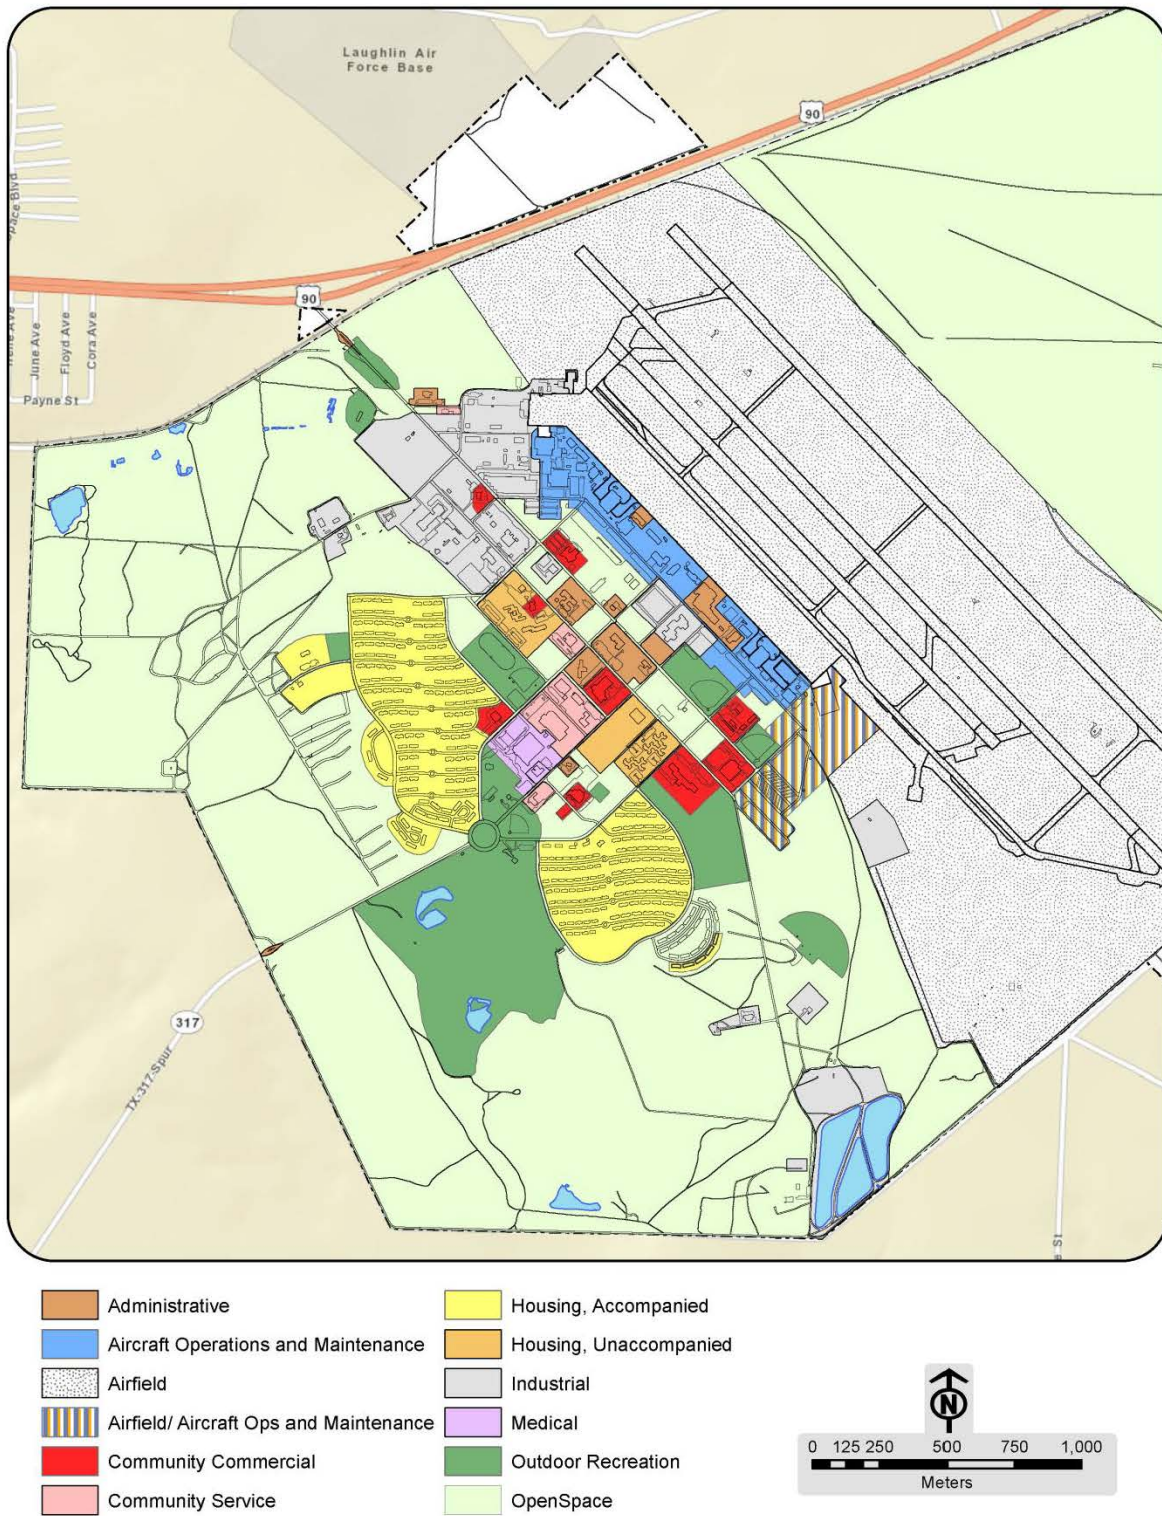 Laughlin Air
Force Base
90
90
Space Blvd
June Ave
Floyd Ave
Cora Ave
Payne St
317
TX-317-Spur
St
Administrative
Aircraft Operations and Maintenance
Airfield
Airfield/ Aircraft Ops and Maintenance
Community Commercial
Community Service
Housing, Accompanied
Housing, Unaccompanied
Industrial
Medical
Outdoor Recreation
OpenSpace
N
0 125 250 500 750 1,000
Meters